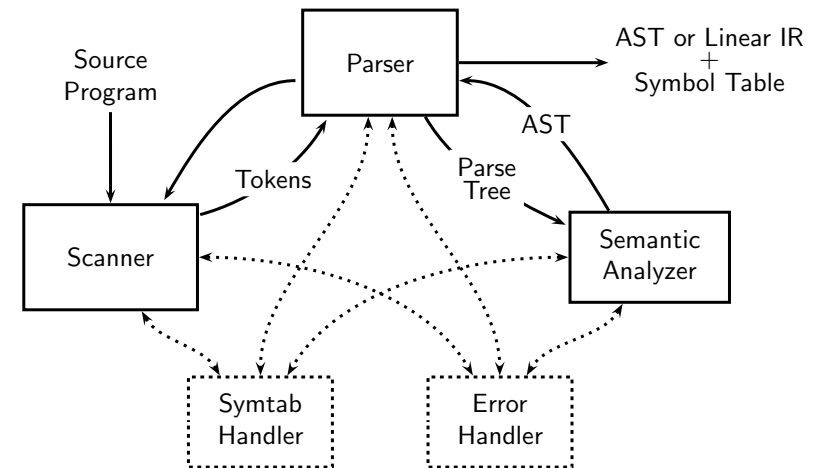 Parser
AST or Linear IR
+
Symbol Table
Source
Program
AST
Tokens
Parse
Tree
Scanner
Semantic
Analyzer
Symtab
Handler
Error
Handler